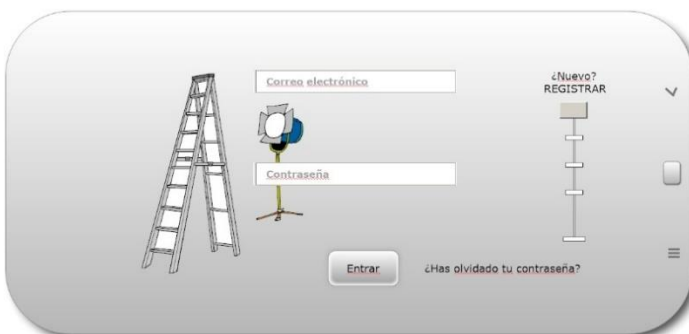 Correo electrónico
¿Nuevo?
REGISTRAR
Contraseña
Entrar
¿Has olvidado tu contraseña?